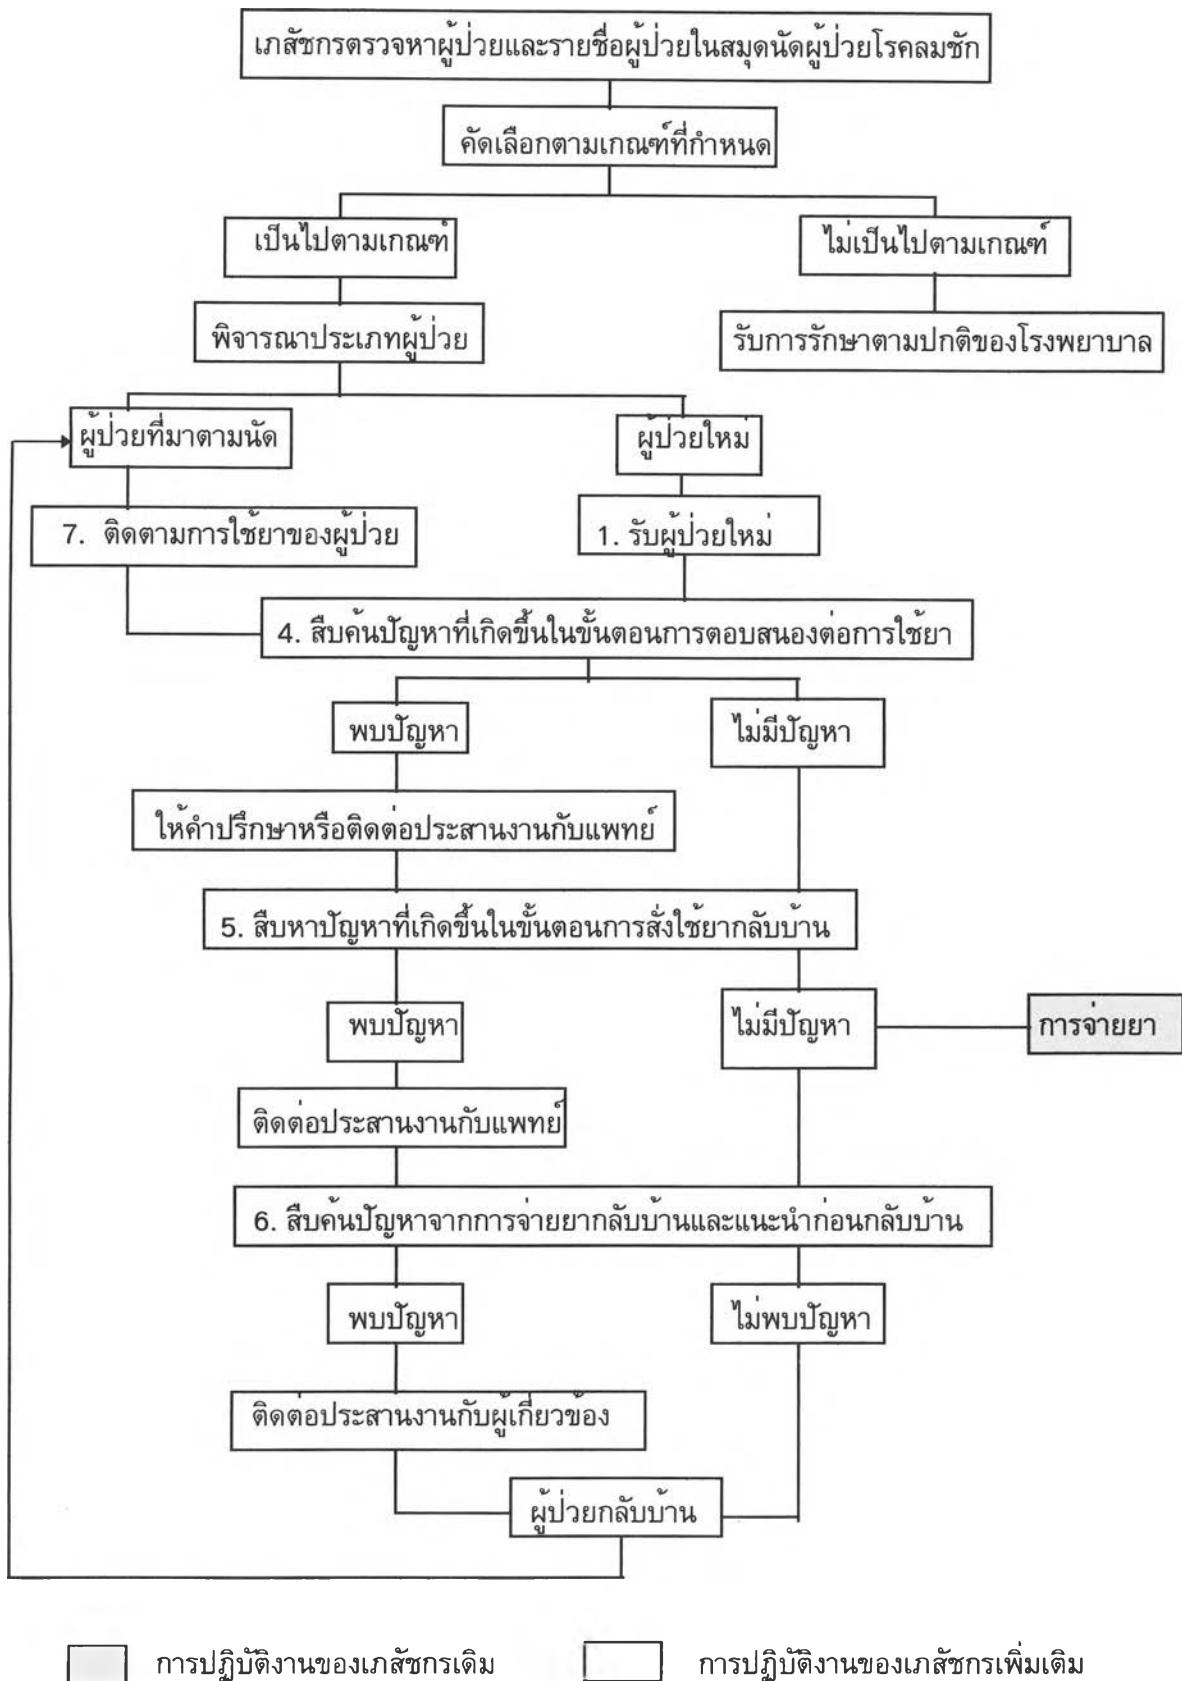 เภสัชกรตรวจหาผู้ป่วยและรายชื่อผู้ป่วยในสมุดนัดผู้ป่วยโรคลมชัก
คัดเลือกตามเกณฑ์ที่กำหนด
เป็นไปตามเกณฑ์
ไม่เป็นไปตามเกณฑ์
พิจารณาประเภทผู้ป่วย
รับการรักษาตามปกติของโรงพยาบาล
ผู้ป่วยที่มาตามนัด
ผู้ป่วยใหม่
7. ติดตามการใช้ยาของผู้ป่วย
1. รับผู้ป่วยใหม่
4. สืบค้นปัญหาที่เกิดขึ้นในขั้นตอนการตอบสนองต่อการใช้ยา
พบปัญหา
ไม่มีปัญหา
ให้คำปรึกษาหรือติดต่อประสานงานกับแพทย์
5. สืบหาปัญหาที่เกิดขึ้นในขั้นตอนการสั่งใช้ยากลับบ้าน
พบปัญหา
ไม่มีปัญหา
การจ่ายยา
ติดต่อประสานงานกับแพทย์
6. สืบค้นปัญหาจากการจ่ายยากลับบ้านและแนะนำก่อนกลับบ้าน
พบปัญหา
ไม่พบปัญหา
ติดต่อประสานงานกับผู้เกี่ยวข้อง
ผู้ป่วยกลับบ้าน
การปฏิบัติงานของเภสัชกรเดิม
การปฏิบัติงานของเภสัชกรเพิ่มเติม